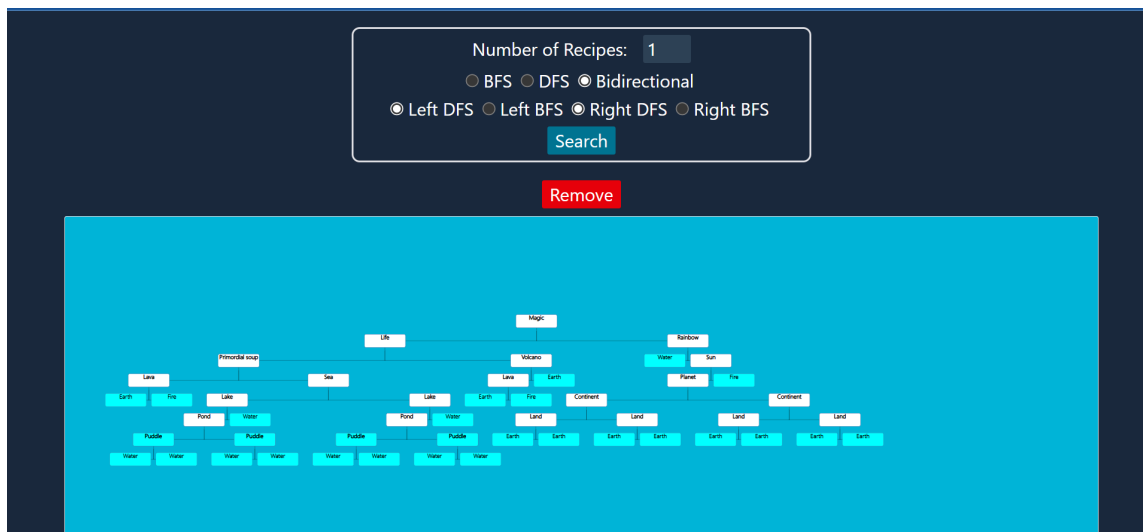 Number of Recipes: 1
BFS DFS Bidirectional
Left DFS Left BFS Right DFS Right BFS
Search
Remove
Magic
Life Rainbow
Primordial soup Volcano Water Sun
Lava Sea Lava Earth Planet Fire
Earth Fire Lake Lake Earth Fire Continent Continent
Pond Water Pond Water Land Land Land Land
Puddle Puddle Puddle Puddle Earth Earth Earth Earth Earth Earth Earth Earth
Water Water Water Water Water Water Water Water